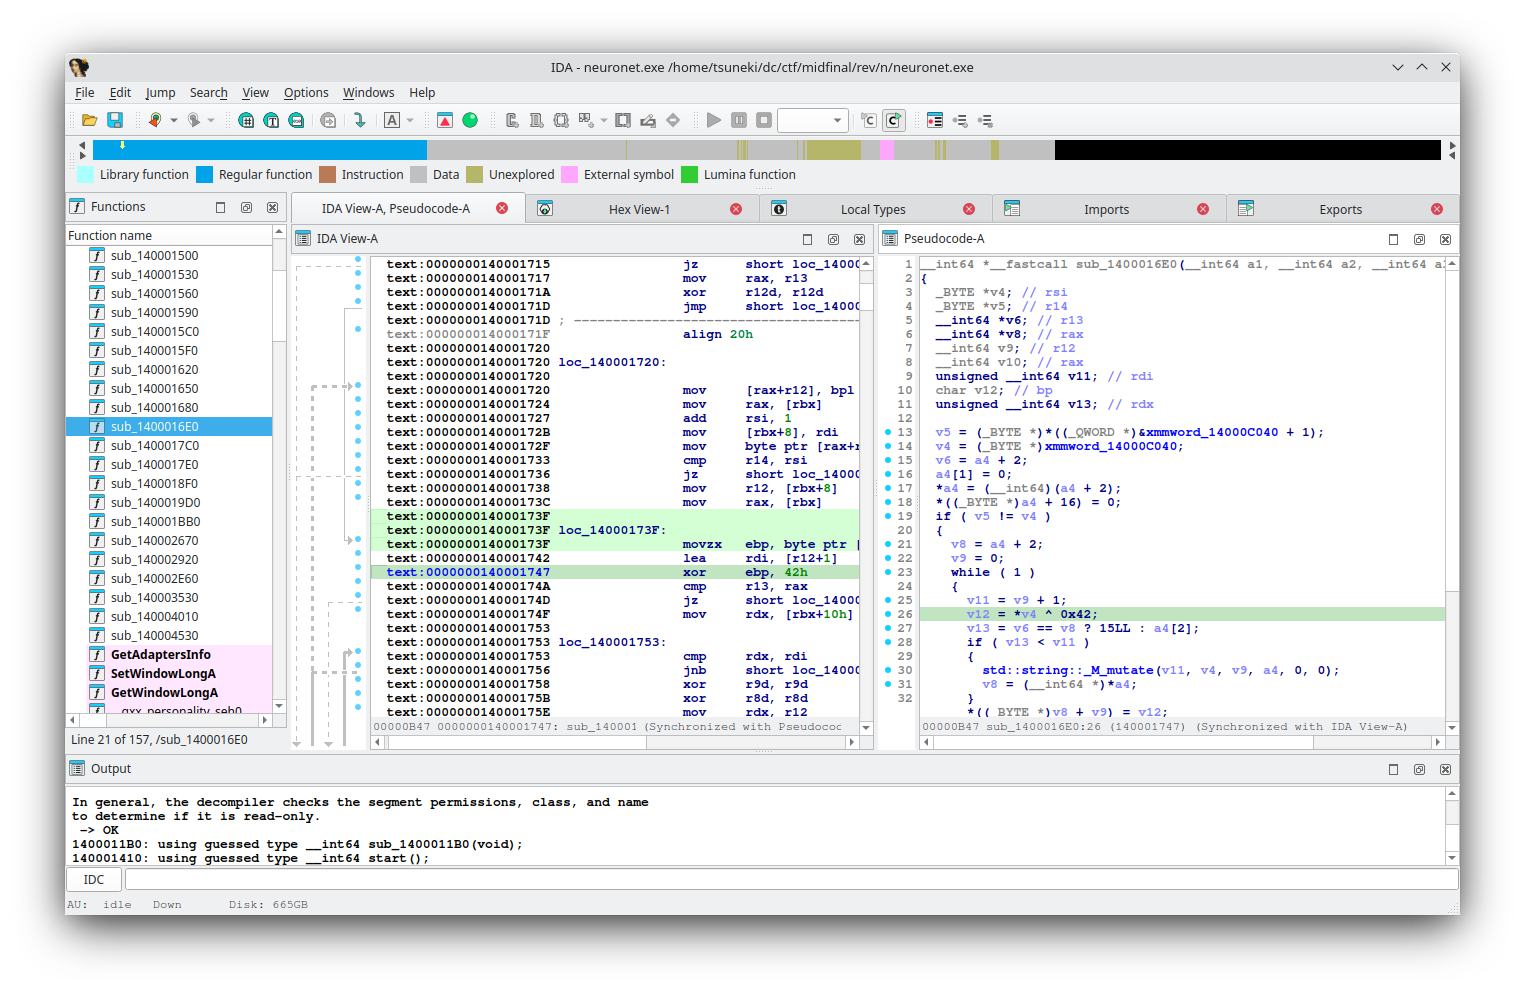 IDA - neuronet.exe /home/tsuneki/dc/ctf/midfinal/rev/n/neuronet.exe
File Edit Jump Search View Options Windows Help
Library function Regular function Instruction Data Unexplored External symbol Lumina function
Functions
IDA View-A, Pseudocode-A
Hex View-1
Local Types
Imports
Exports
Function name
sub_140001500
sub_140001530
sub_140001560
sub_140001590
sub_1400015C0
sub_1400015F0
sub_140001620
sub_140001650
sub_140001680
sub_1400016E0
sub_1400017C0
sub_1400017E0
sub_1400018F0
sub_1400019D0
sub_140001BB0
sub_140002670
sub_140002920
sub_140002E60
sub_140003530
sub_140004010
sub_140004530
GetAdaptersInfo
SetWindowLongA
GetWindowLongA
Line 21 of 157, /sub_1400016E0
IDA View-A
text:0000000140001715 jz short loc_14000
text:0000000140001717 mov rax, r13
text:000000014000171A xor r12d, r12d
text:000000014000171D jmp short loc_14000
text:000000014000171D ; ------------------------------------
text:000000014000171F align 20h
text:0000000140001720
text:0000000140001720 loc_140001720:
text:0000000140001720
text:0000000140001720 mov [rax+r12], bpl
text:0000000140001724 mov rax, [rbx]
text:0000000140001727 add rsi, 1
text:000000014000172B mov [rbx+8], rdi
text:000000014000172F mov byte ptr [rax+r
text:0000000140001733 cmp r14, rsi
text:0000000140001736 jz short loc_14000
text:0000000140001738 mov r12, [rbx+8]
text:000000014000173C mov rax, [rbx]
text:000000014000173F
text:000000014000173F loc_14000173F:
text:000000014000173F movzx ebp, byte ptr [
text:0000000140001742 lea rdi, [r12+1]
text:0000000140001747 xor ebp, 42h
text:000000014000174A cmp r13, rax
text:000000014000174D jz short loc_14000
text:000000014000174F mov rdx, [rbx+10h]
text:0000000140001753
text:0000000140001753 loc_140001753:
text:0000000140001753 cmp rdx, rdi
text:0000000140001756 jnb short loc_14000
text:0000000140001758 xor r9d, r9d
text:000000014000175B xor r8d, r8d
text:000000014000175E mov rdx, r12
00000B47 0000000140001747: sub_140001 (Synchronized with Pseudococ
Pseudocode-A
1 __int64 *__fastcall sub_1400016E0(__int64 a1, __int64 a2, __int64 a
2 {
3 _BYTE *v4; // rsi
4 _BYTE *v5; // r14
5 __int64 *v6; // r13
6 __int64 *v8; // rax
7 __int64 v9; // r12
8 __int64 v10; // rax
9 unsigned __int64 v11; // rdi
10 char v12; // bp
11 unsigned __int64 v13; // rdx
12
13 v5 = (_BYTE *)*((_QWORD *)&xmmword_14000C040 + 1);
14 v4 = (_BYTE *)xmmword_14000C040;
15 v6 = a4 + 2;
16 a4[1] = 0;
17 *a4 = (__int64)(a4 + 2);
18 *((_BYTE *)a4 + 16) = 0;
19 if ( v5 != v4 )
20 {
21 v8 = a4 + 2;
22 v9 = 0;
23 while ( 1 )
24 {
25 v11 = v9 + 1;
26 v12 = *v4 ^ 0x42;
27 v13 = v6 == v8 ? 15LL : a4[2];
28 if ( v13 < v11 )
29 {
30 std::string::_M_mutate(v11, v4, v9, a4, 0, 0);
31 v8 = (__int64 *)*a4;
32 }
*((_BYTE *)v8 + v9) = v12;
00000B47 sub_1400016E0:26 (140001747) (Synchronized with IDA View-A)
Output
In general, the decompiler checks the segment permissions, class, and name
to determine if it is read-only.
-> OK
1400011B0: using guessed type __int64 sub_1400011B0(void);
140001410: using guessed type __int64 start();
IDC
AU: idle Down Disk: 665GB